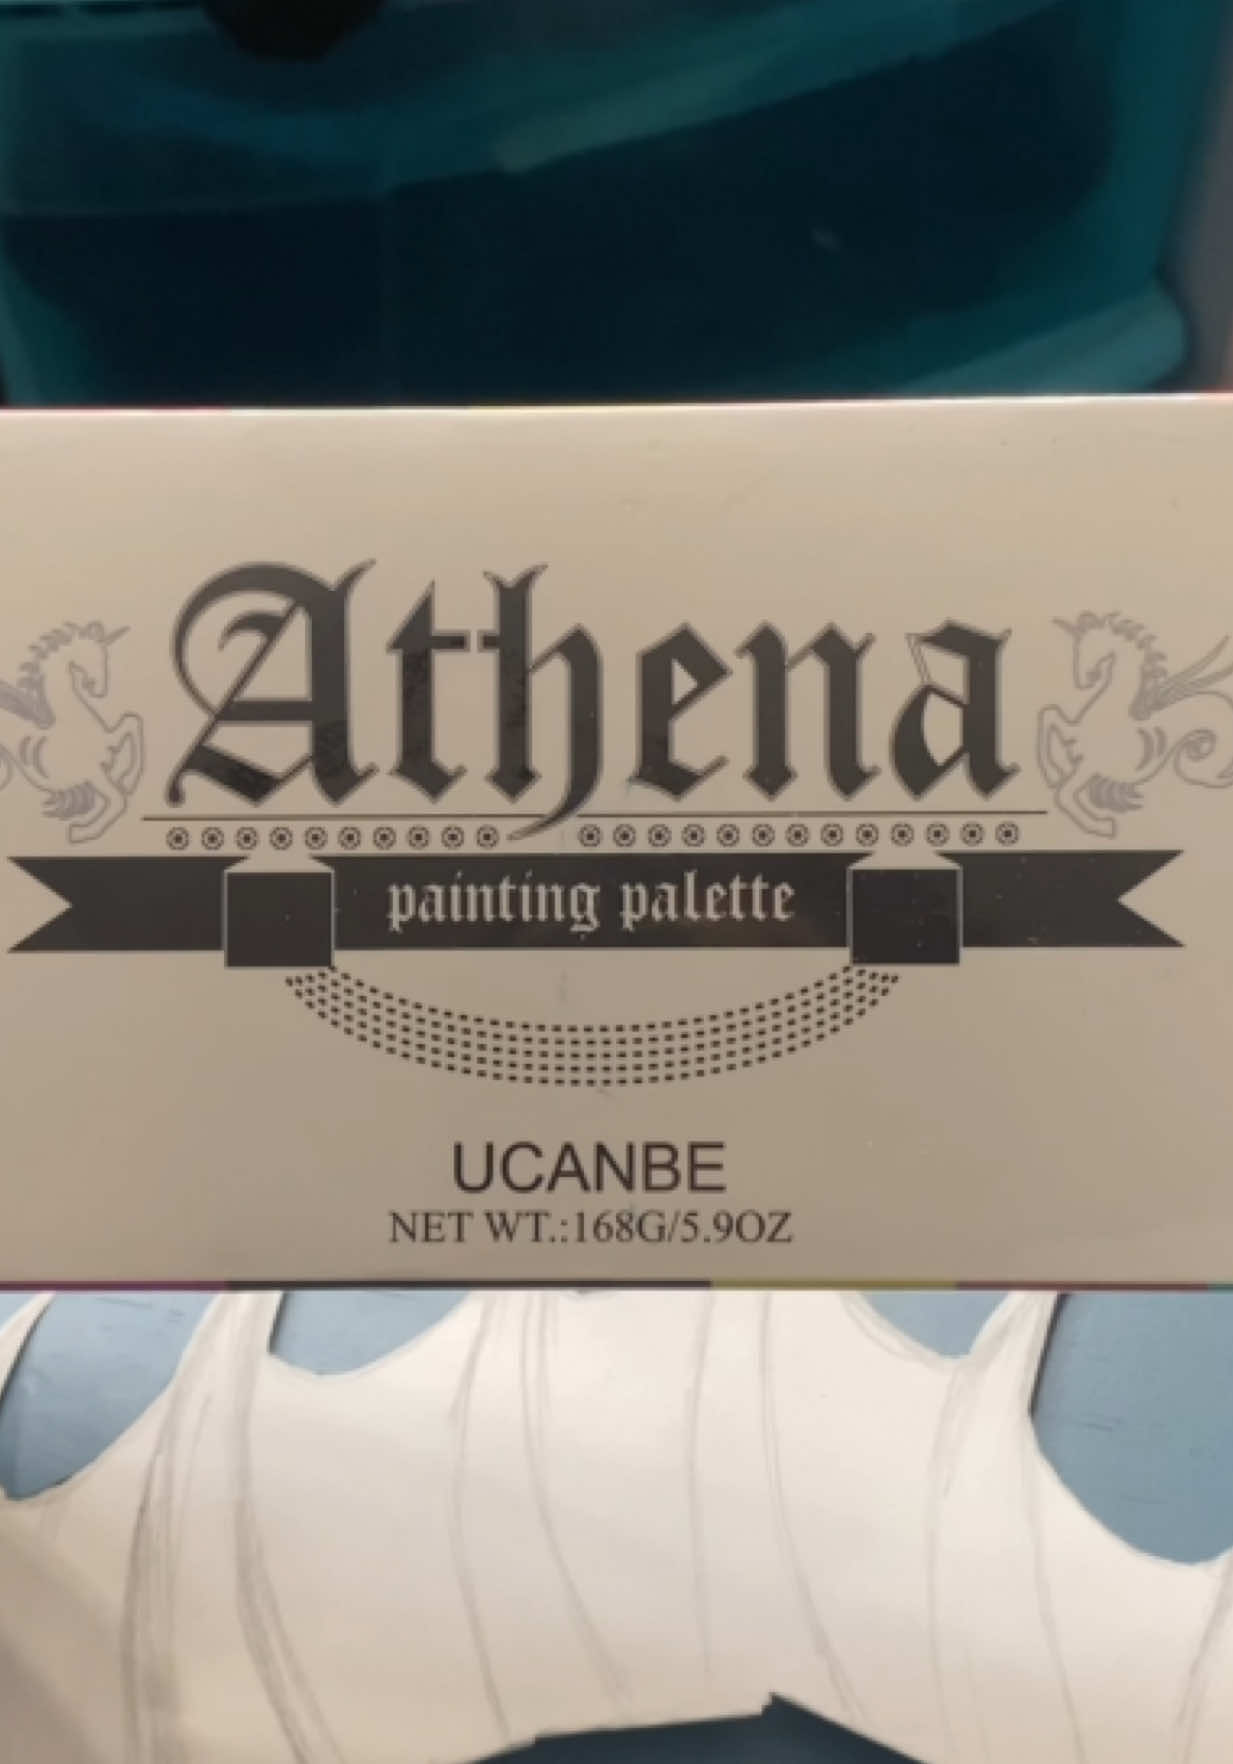 Athena
painting palette
UCANBE
NET WT.:168G/5.9OZ